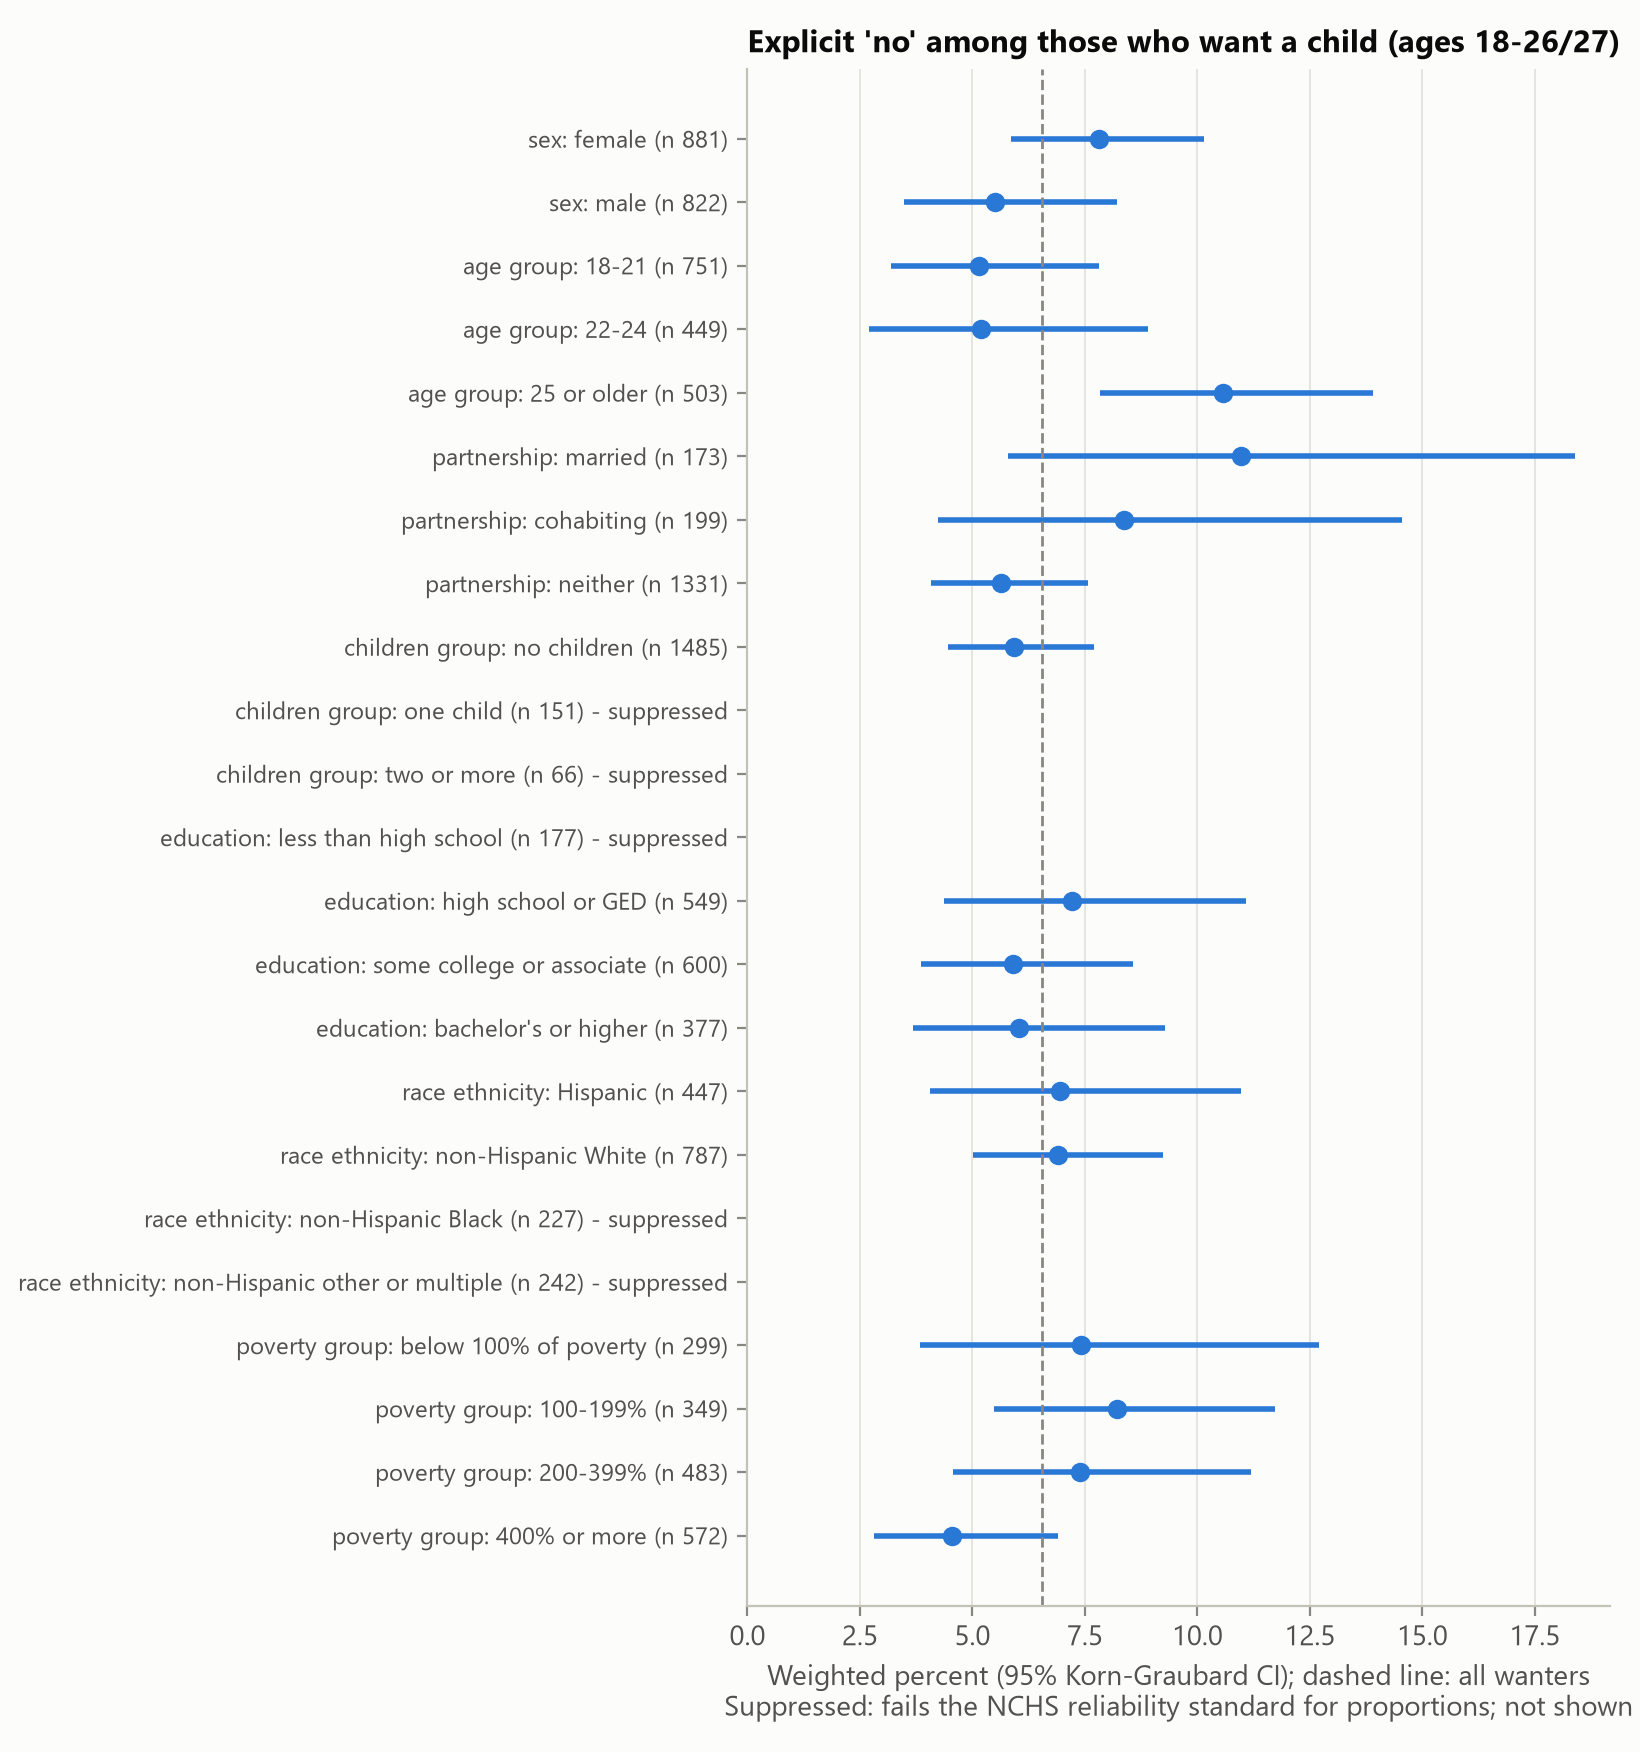 Explicit 'no' among those who want a child (ages 18-26/27)
sex: female (n 881)
sex: male (n 822)
age group: 18-21 (n 751)
age group: 22-24 (n 449)
age group: 25 or older (n 503)
partnership: married (n 173)
partnership: cohabiting (n 199)
partnership: neither (n 1331)
children group: no children (n 1485)
children group: one child (n 151) - suppressed
children group: two or more (n 66) - suppressed
education: less than high school (n 177) - suppressed
education: high school or GED (n 549)
education: some college or associate (n 600)
education: bachelor's or higher (n 377)
race ethnicity: Hispanic (n 447)
race ethnicity: non-Hispanic White (n 787)
race ethnicity: non-Hispanic Black (n 227) - suppressed
race ethnicity: non-Hispanic other or multiple (n 242) - suppressed
poverty group: below 100% of poverty (n 299)
poverty group: 100-199% (n 349)
poverty group: 200-399% (n 483)
poverty group: 400% or more (n 572)
0.0 2.5 5.0 7.5 10.0 12.5 15.0 17.5
Weighted percent (95% Korn-Graubard CI); dashed line: all wanters
Suppressed: fails the NCHS reliability standard for proportions; not shown